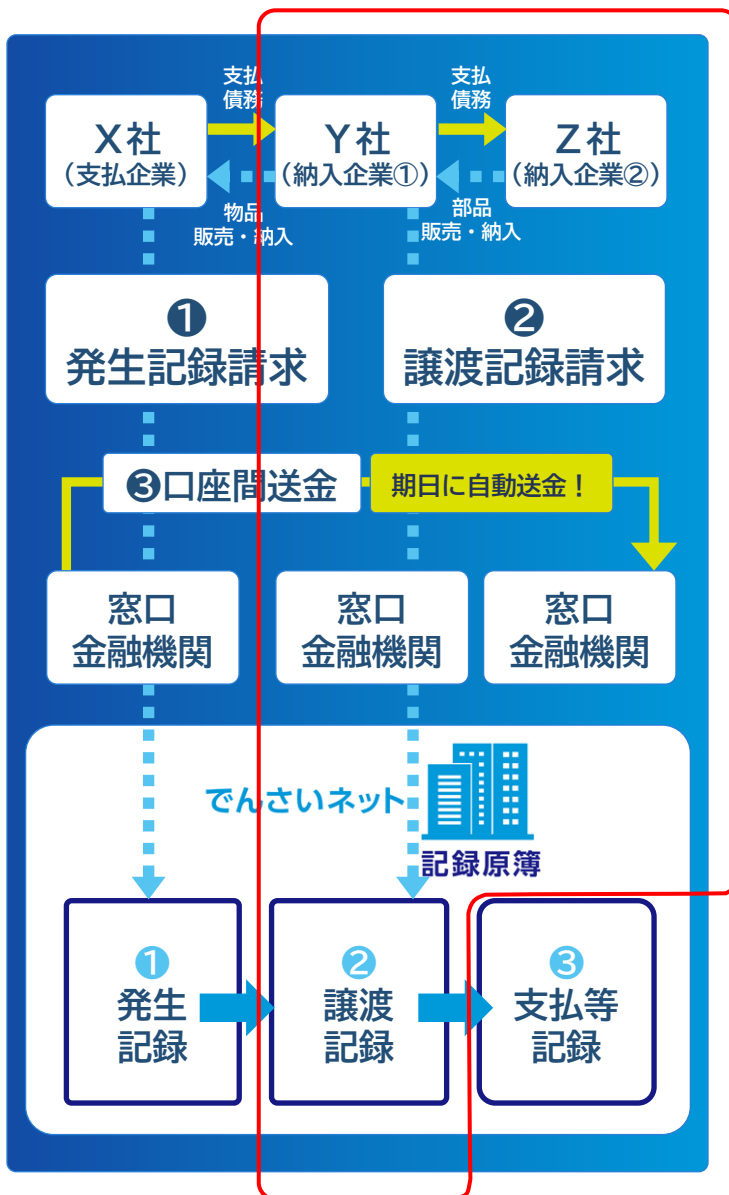 支払
債務
支払
債務
X社
(支払企業)
Y社
(納入企業①)
Z社
(納入企業②)
物品
販売・納入
部品
販売・納入
❶
発生記録請求
❷
譲渡記録請求
❸口座間送金
期日に自動送金!
窓口
金融機関
窓口
金融機関
窓口
金融機関
でんさいネット
記録原簿
❶
発生
記録
❷
譲渡
記録
❸
支払等
記録